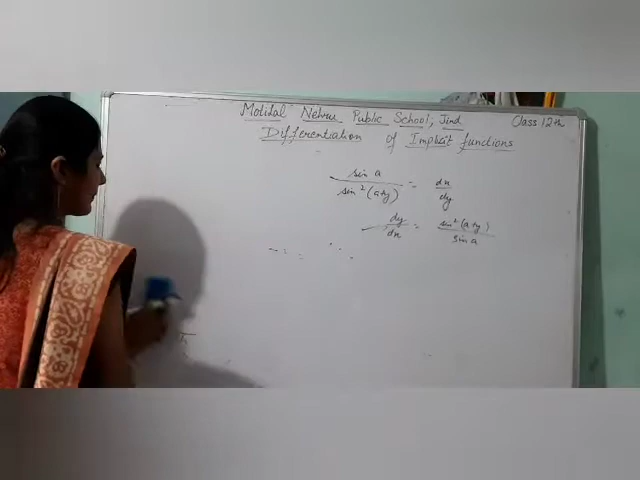 Motilal Nehru Public School, Jind
Class 12th
Differentiation of Implicit functions
sin a / sin² (a+y) = dx / dy
dy / dx = sin² (a+y) / sin a